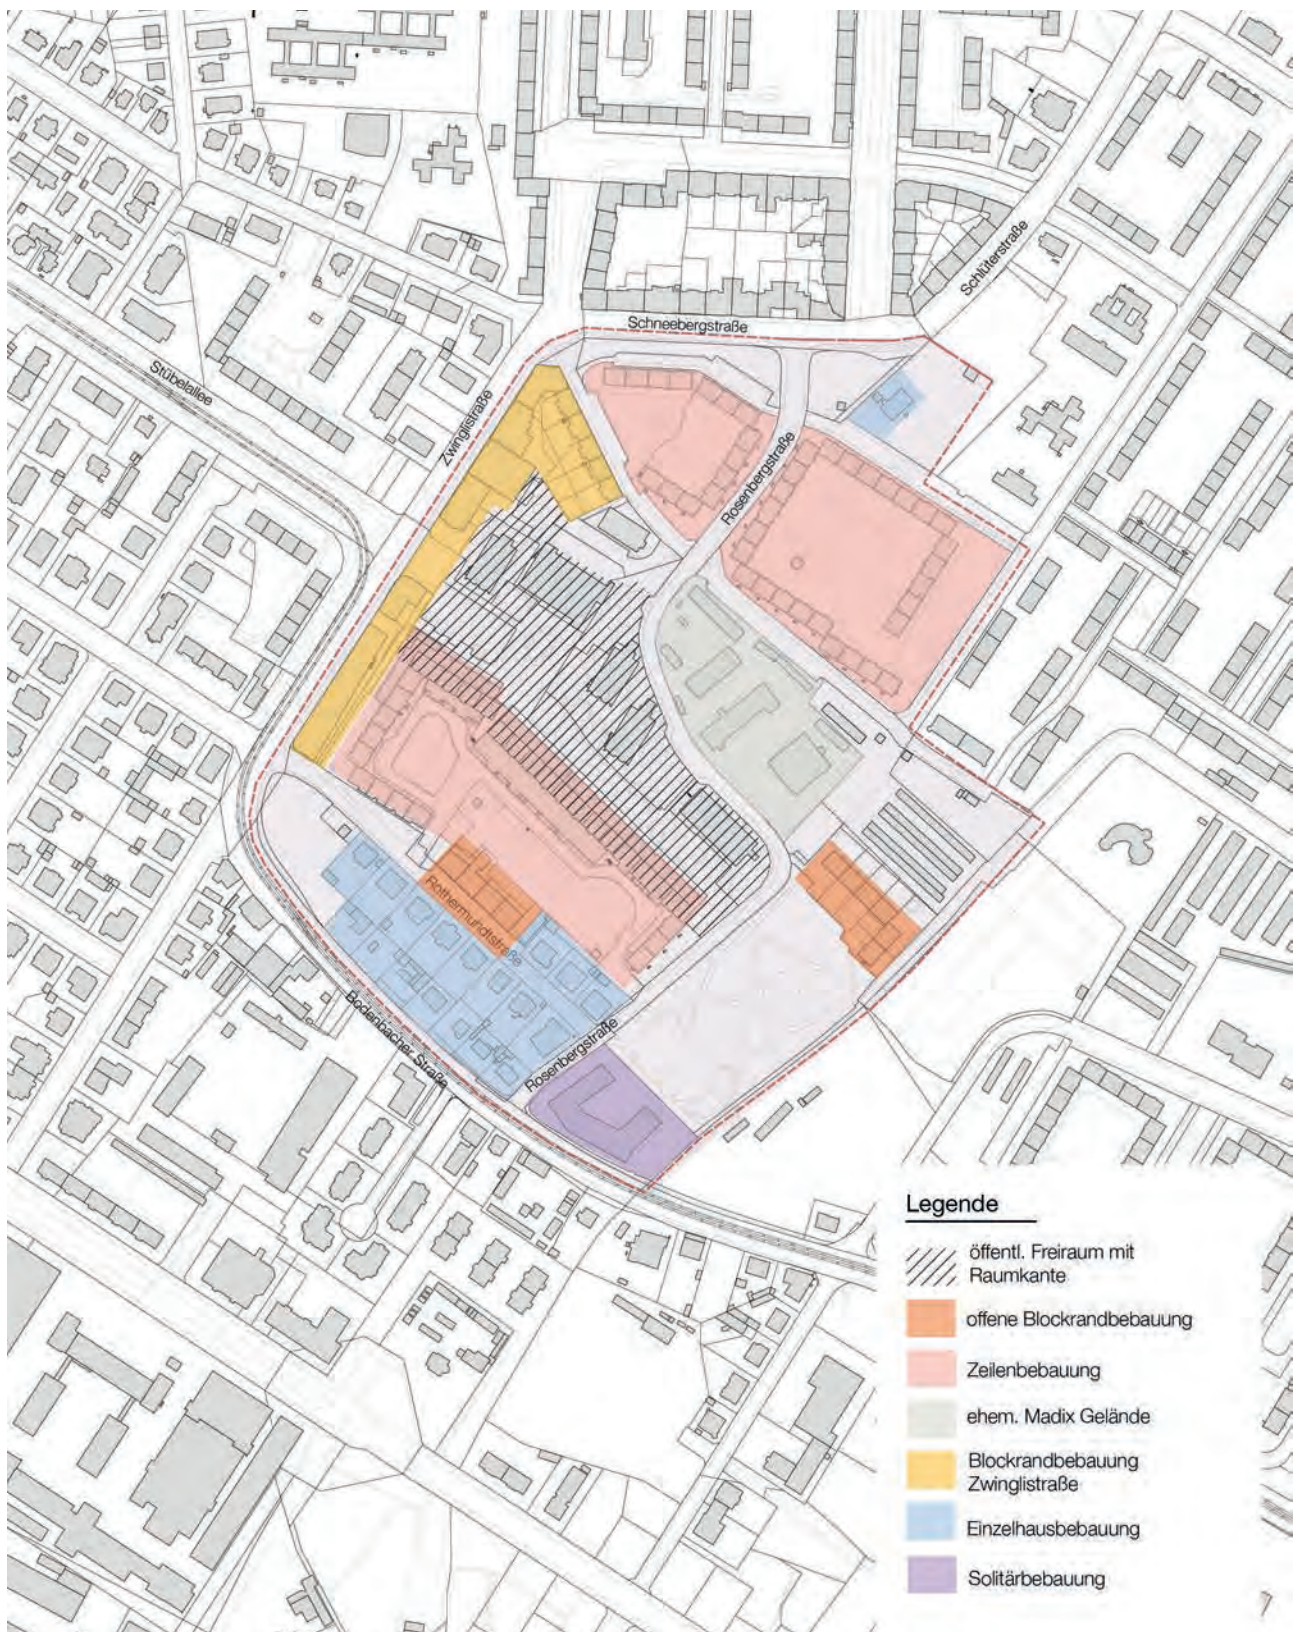 Schlüterstraße
Schneebergstraße
Stübelallee
Zwinglistraße
Rosenbergstraße
Rothermundtstraße
Bodenbacher Straße
Rosenbergstraße
Legende
öffentl. Freiraum mit
Raumkante
offene Blockrandbebauung
Zeilenbebauung
ehem. Madix Gelände
Blockrandbebauung
Zwinglistraße
Einzelhausbebauung
Solitärbebauung